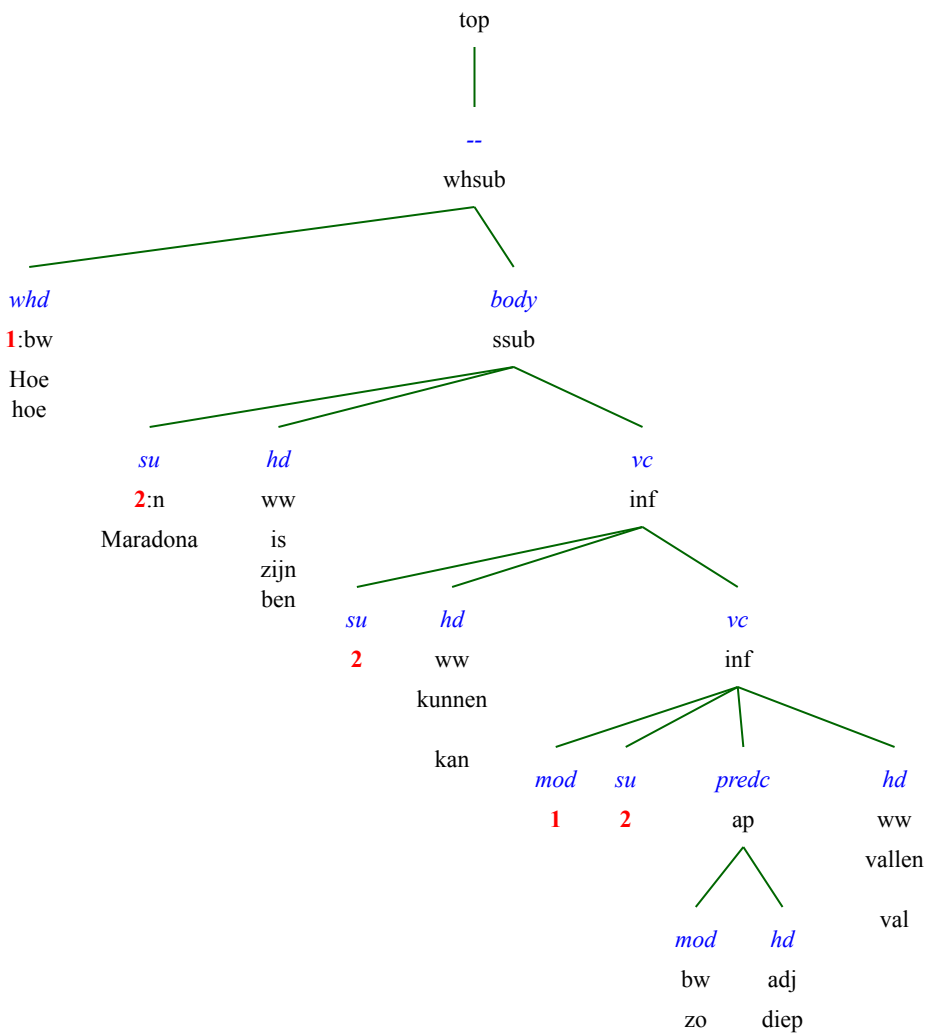 top
--
whsub
whd body
1:bw ssub
Hoe
hoe
su hd vc
2:n ww inf
Maradona is
zijn
ben
su hd vc
2 ww inf
kunnen
kan
mod su predc hd
1 2 ap ww
vallen
val
mod hd
bw adj
zo diep